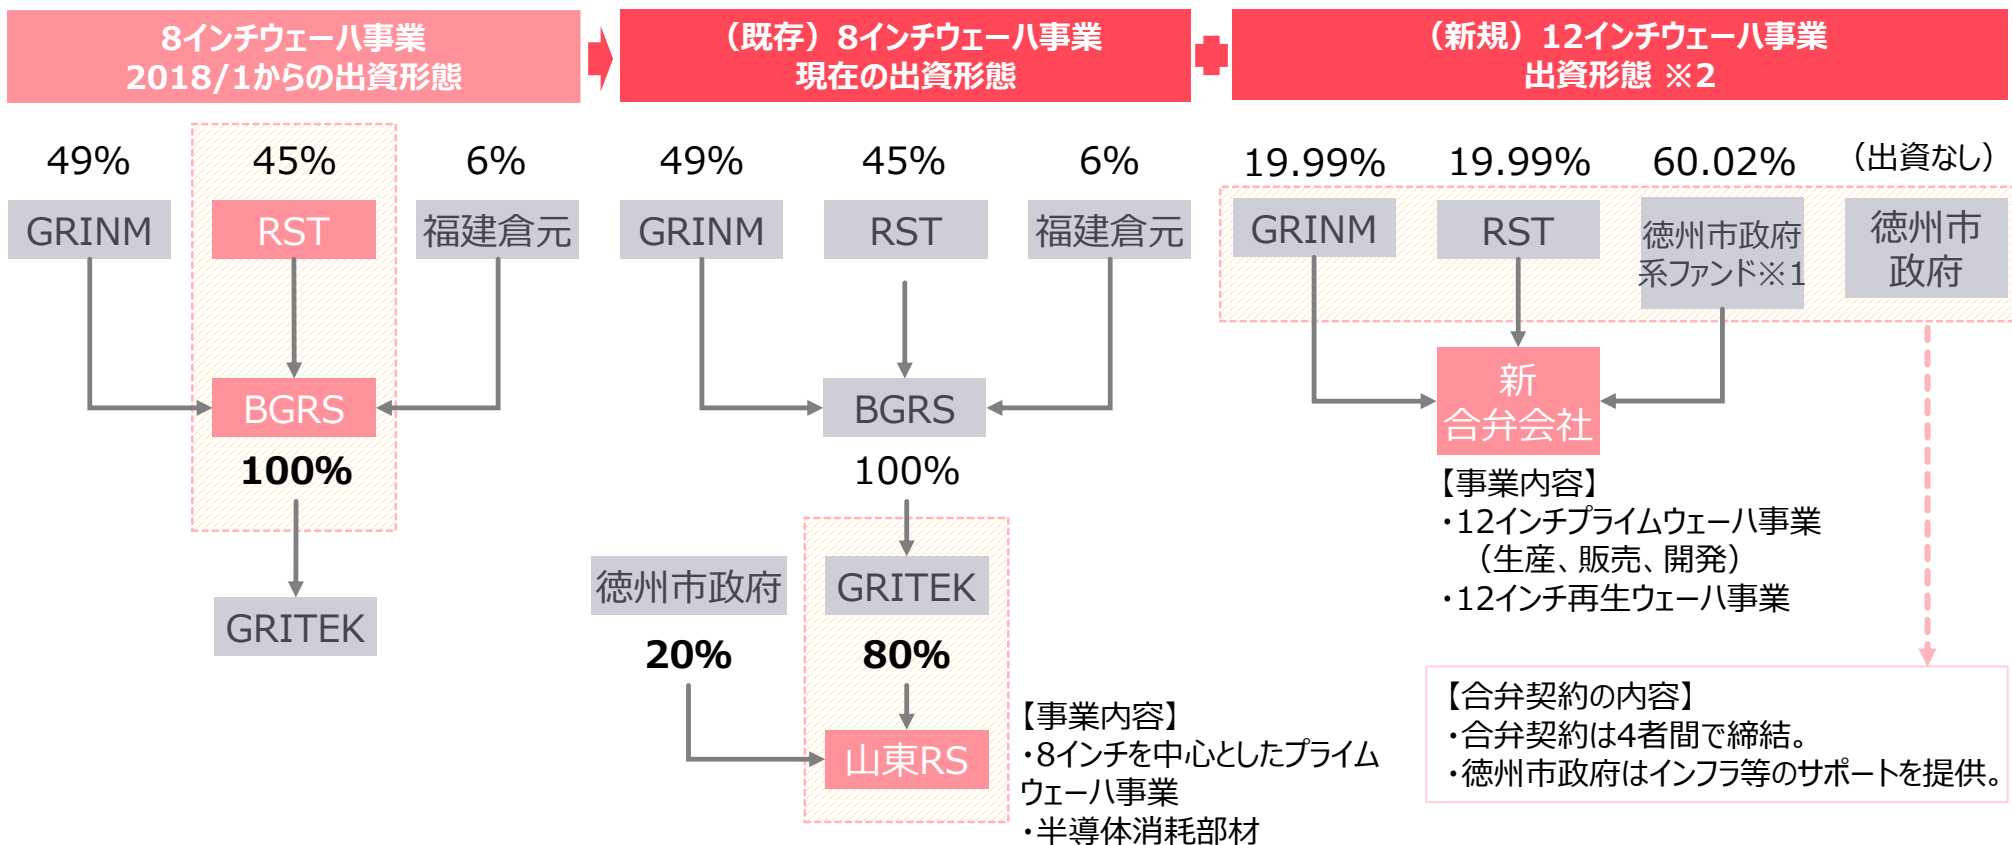 8インチウェーハ事業
2018/1からの出資形態
49%
45%
6%
GRINM
RST
福建倉元
BGRS
100%
GRITEK
（既存）8インチウェーハ事業
現在の出資形態
49%
45%
6%
GRINM
RST
福建倉元
BGRS
100%
徳州市政府
GRITEK
20%
80%
山東RS
【事業内容】
・8インチを中心としたプライム
ウェーハ事業
・半導体消耗部材
（新規）12インチウェーハ事業
出資形態 ※2
19.99%
19.99%
60.02%
（出資なし）
GRINM
RST
徳州市政府
系ファンド※1
徳州市
政府
新
合弁会社
【事業内容】
・12インチプライムウェーハ事業
（生産、販売、開発）
・12インチ再生ウェーハ事業
【合弁契約の内容】
・合弁契約は4者間で締結。
・徳州市政府はインフラ等のサポートを提供。